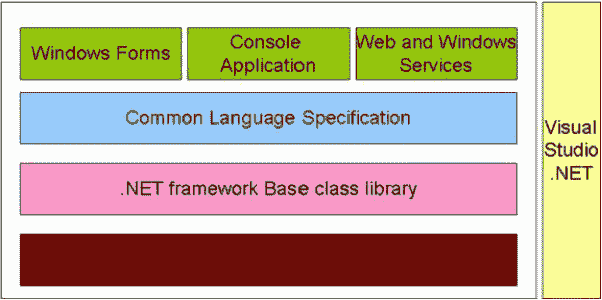 Windows Forms
Console
Application
Web and Windows
Services
Common Language Specification
.NET framework Base class library
Visual
Studio
.NET